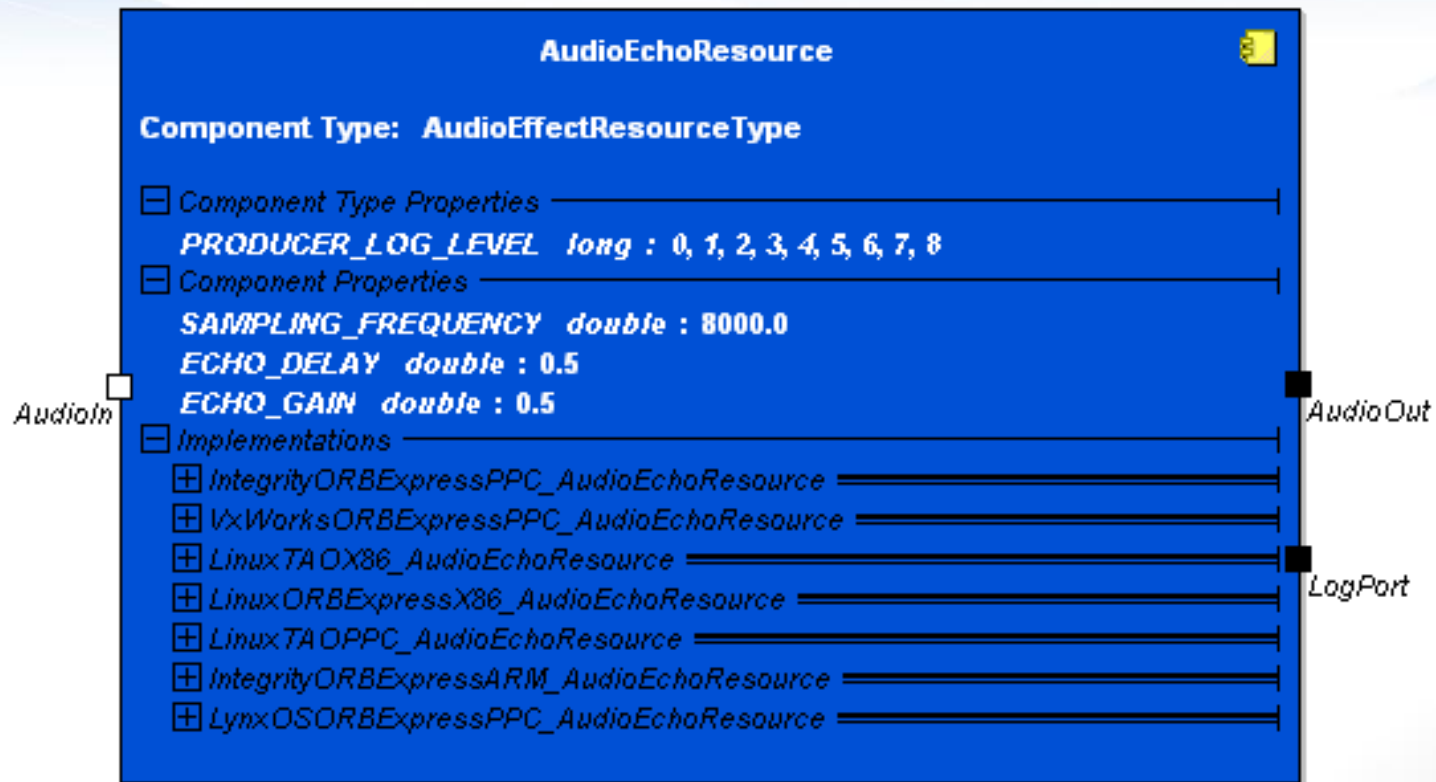 AudioEchoResource
Component Type: AudioEffectResourceType
Component Type Properties
PRODUCER_LOG_LEVEL long : 0, 1, 2, 3, 4, 5, 6, 7, 8
Component Properties
SAMPLING_FREQUENCY double : 8000.0
ECHO_DELAY double : 0.5
ECHO_GAIN double : 0.5
AudioIn
AudioOut
Implementations
IntegrityORBExpressPPC_AudioEchoResource
VxWorksORBExpressPPC_AudioEchoResource
LinuxTAOX86_AudioEchoResource
LogPort
LinuxORBExpressX86_AudioEchoResource
LinuxTAOPPC_AudioEchoResource
IntegrityORBExpressARM_AudioEchoResource
LynxOSORBExpressPPC_AudioEchoResource